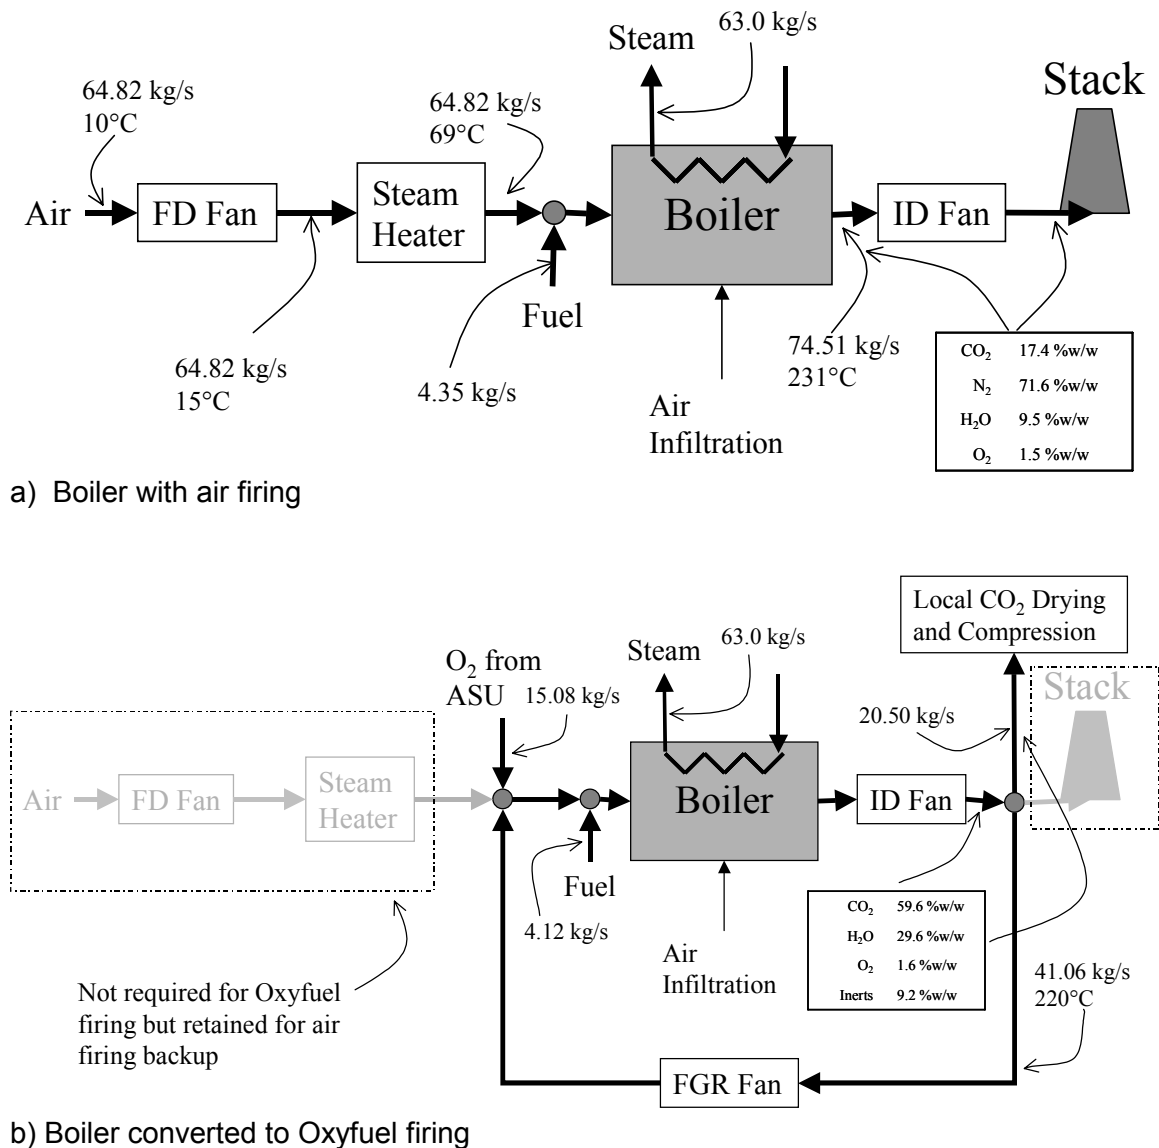 63.0 kg/s
Steam
Stack
64.82 kg/s
10°C
64.82 kg/s
69°C
Air
FD Fan
Steam
Heater
Boiler
ID Fan
Fuel
64.82 kg/s
15°C
4.35 kg/s
Air
Infiltration
74.51 kg/s
231°C
CO₂ 17.4 %w/w
N₂ 71.6 %w/w
H₂O 9.5 %w/w
O₂ 1.5 %w/w
a) Boiler with air firing
Local CO₂ Drying
and Compression
O₂ from
ASU
15.08 kg/s
Steam
63.0 kg/s
20.50 kg/s
Stack
Air
FD Fan
Steam
Heater
Boiler
ID Fan
Fuel
4.12 kg/s
Air
Infiltration
CO₂ 59.6 %w/w
H₂O 29.6 %w/w
O₂ 1.6 %w/w
Inerts 9.2 %w/w
41.06 kg/s
220°C
Not required for Oxyfuel
firing but retained for air
firing backup
FGR Fan
b) Boiler converted to Oxyfuel firing